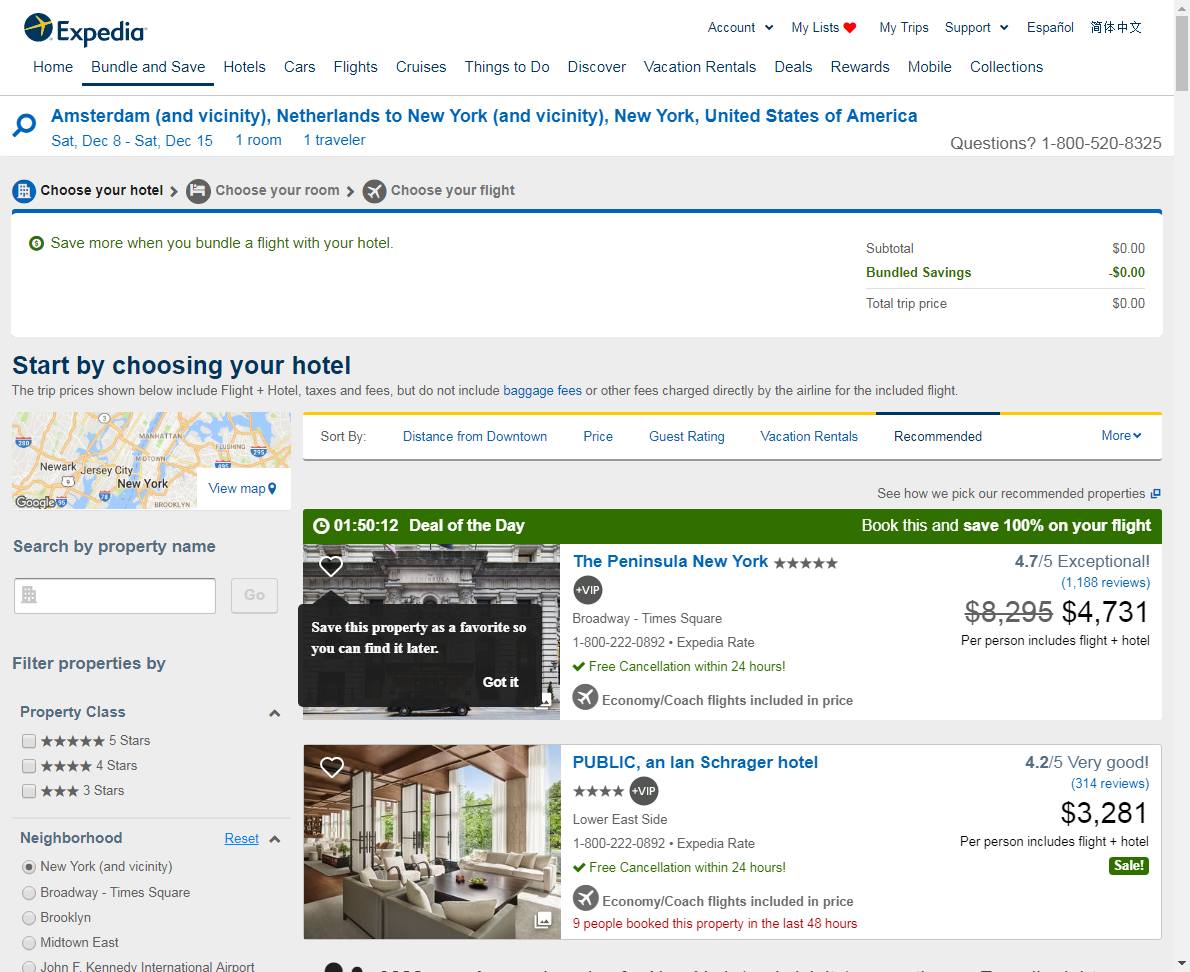 Expedia
Account
My Lists
My Trips
Support
Español
简体中文
Home
Bundle and Save
Hotels
Cars
Flights
Cruises
Things to Do
Discover
Vacation Rentals
Deals
Rewards
Mobile
Collections
Amsterdam (and vicinity), Netherlands to New York (and vicinity), New York, United States of America
Sat, Dec 8 - Sat, Dec 15 1 room 1 traveler
Questions? 1-800-520-8325
Choose your hotel
Choose your room
Choose your flight
Save more when you bundle a flight with your hotel.
Subtotal $0.00
Bundled Savings -$0.00
Total trip price $0.00
Start by choosing your hotel
The trip prices shown below include Flight + Hotel, taxes and fees, but do not include baggage fees or other fees charged directly by the airline for the included flight.
3
280
MANHATTAN
FLUSHING
295
MIDTOWN
495
Newark
Jersey City
9
New York
78
95
BROOKLYN
Google
View map
Search by property name
Go
Filter properties by
Property Class
5 Stars
4 Stars
3 Stars
Neighborhood
Reset
New York (and vicinity)
Broadway - Times Square
Brooklyn
Midtown East
John F. Kennedy International Airport
Sort By:
Distance from Downtown
Price
Guest Rating
Vacation Rentals
Recommended
More
See how we pick our recommended properties
01:50:12 Deal of the Day
Book this and save 100% on your flight
PENINSULA
Save this property as a favorite so
you can find it later.
Got it
The Peninsula New York
+VIP
Broadway - Times Square
1-800-222-0892 • Expedia Rate
Free Cancellation within 24 hours!
Economy/Coach flights included in price
4.7/5 Exceptional!
(1,188 reviews)
$8,295 $4,731
Per person includes flight + hotel
PUBLIC, an Ian Schrager hotel
+VIP
Lower East Side
1-800-222-0892 • Expedia Rate
Free Cancellation within 24 hours!
Economy/Coach flights included in price
9 people booked this property in the last 48 hours
4.2/5 Very good!
(314 reviews)
$3,281
Per person includes flight + hotel
Sale!